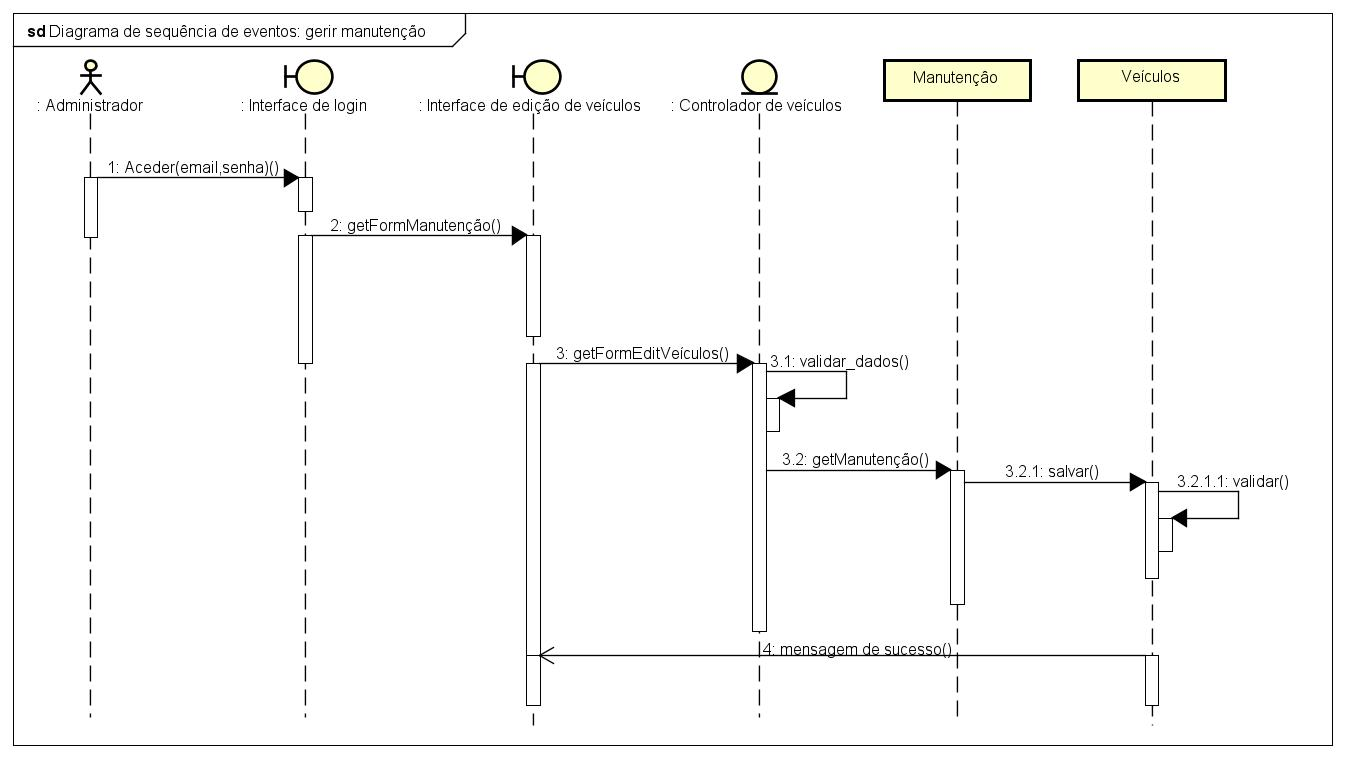 sd Diagrama de sequência de eventos: gerir manutenção
: Administrador
: Interface de login
: Interface de edição de veículos
: Controlador de veículos
Manutenção
Veículos
1: Aceder(email,senha)()
2: getFormManutenção()
3: getFormEditVeículos()
3.1: validar_dados()
3.2: getManutenção()
3.2.1: salvar()
3.2.1.1: validar()
4: mensagem de sucesso()